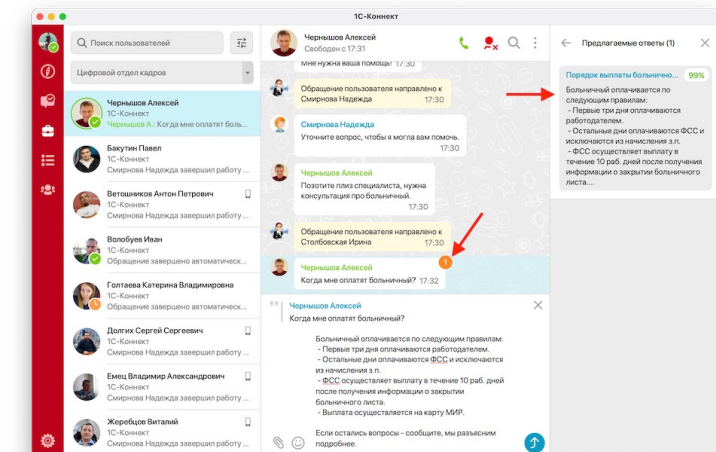 1С-Коннект
Поиск пользователей
Цифровой отдел кадров
Чернышов Алексей
1С-Коннект
Чернышов А.: Когда мне оплатят боль...
Бакутин Павел
1С-Коннект
Смирнова Надежда завершил работу ...
Ветошников Антон Петрович
1С-Коннект
Смирнова Надежда завершил работу ...
Волобуев Иван
1С-Коннект
Обращение завершено автоматическ...
Голтаева Катерина Владимировна
1С-Коннект
Обращение завершено автоматическ...
Долгих Сергей Сергеевич
1С-Коннект
Смирнова Надежда завершил работу ...
Емец Владимир Александрович
1С-Коннект
Смирнова Надежда завершил работу ...
Жеребцов Виталий
1С-Коннект
Смирнова Надежда завершил работу ...
Чернышов Алексей
Свободен с 17:31
Мне нужна ваша помощь! 17:30
Обращение пользователя направлено к
Смирнова Надежда 17:30
Смирнова Надежда
Уточните вопрос, чтобы я могла вам помочь.
17:30
Чернышов Алексей
Позотите плиз специалиста, нужна
консультация про больничный.
17:30
Обращение пользователя направлено к
Столбовская Ирина 17:30
1
Чернышов Алексей
Когда мне оплатят больничный? 17:32
Чернышов Алексей
Когда мне оплатят больничный?
Больничный оплачивается по следующим правилам:
- Первые три дня оплачиваются работодателем.
- Остальные дни оплачиваются ФСС и исключаются
из начисления з.п.
- ФСС осуществляет выплату в течение 10 раб. дней
после получения информации о закрытии
больничного листа.
- Выплата осуществляется на карту МИР.
Если остались вопросы - сообщите, мы разъясним
подробнее.
Предлагаемые ответы (1)
Порядок выплаты больнично... 99%
Больничный оплачивается по
следующим правилам:
- Первые три дня оплачиваются
работодателем.
- Остальные дни оплачиваются ФСС и
исключаются из начисления з.п.
- ФСС осуществляет выплату в
течение 10 раб. дней после получения
информации о закрытии больничного
листа....